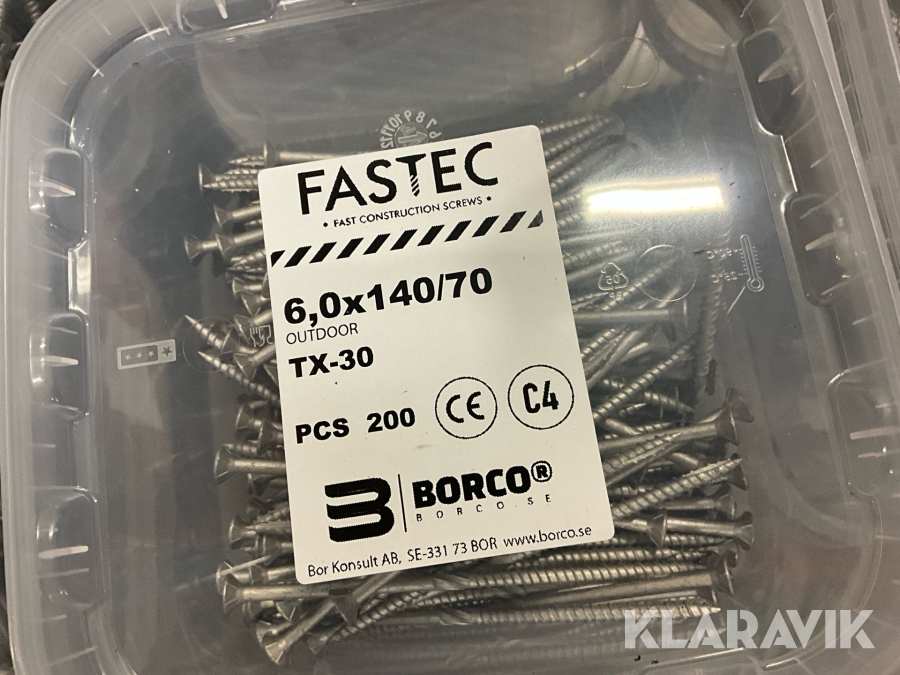 FASTEC
• FAST CONSTRUCTION SCREWS •
6,0x140/70
OUTDOOR
TX-30
PCS 200
CE
C4
BORCO®
BORCO.SE
Bor Konsult AB, SE-331 73 BOR www.borco.se
KLARAVIK